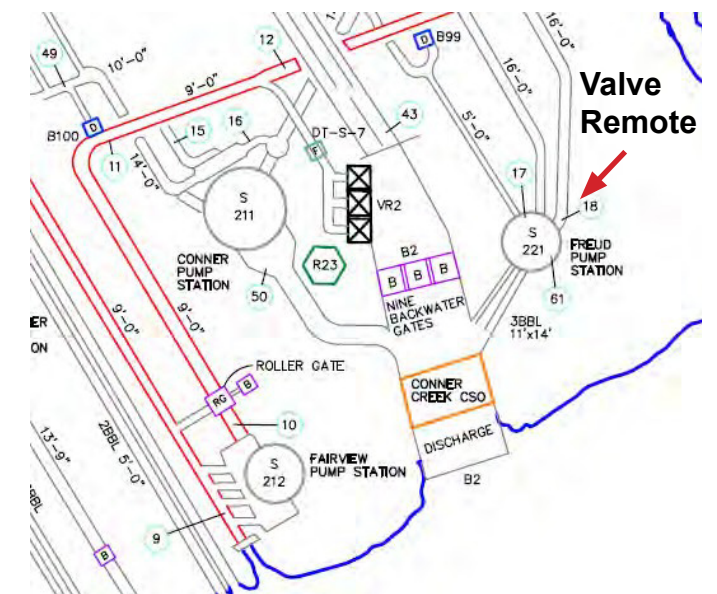 49
10'-0"
12
9'-0"
D
B99
16'-0"
16'-0"
Valve
Remote
B100
D
15
16
DT-S-7
F
43
5'-0"
11
14'-0"
17
18
S
211
VR2
S
221
FREUD
PUMP
STATION
CONNER
PUMP
STATION
R23
B2
B
B
B
50
61
NINE
BACKWATER
GATES
9'-0"
9'-0"
3BBL
11'x14'
ER
ON
ROLLER GATE
B
RG
CONNER
CREEK CSO
10
DISCHARGE
13'-9"
2BBL 5'-0"
S
212
FAIRVIEW
PUMP STATION
B2
BBL
9
B